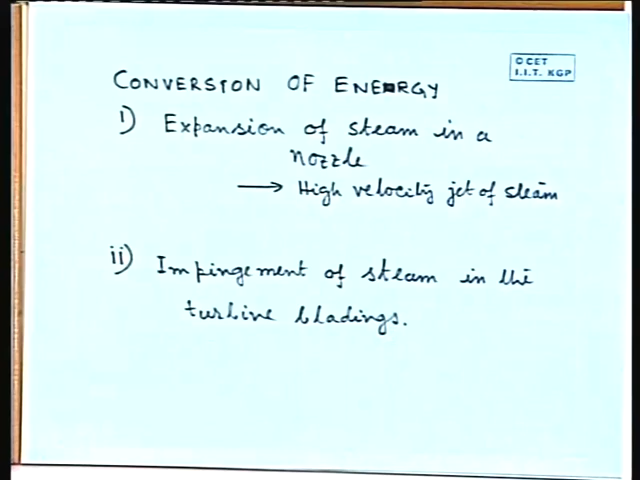 © CET
I.I.T. KGP
CONVERSION OF ENERGY
i) Expansion of steam in a
nozzle
→ High velocity jet of steam
ii) Impingement of steam in the
turbine bladings.